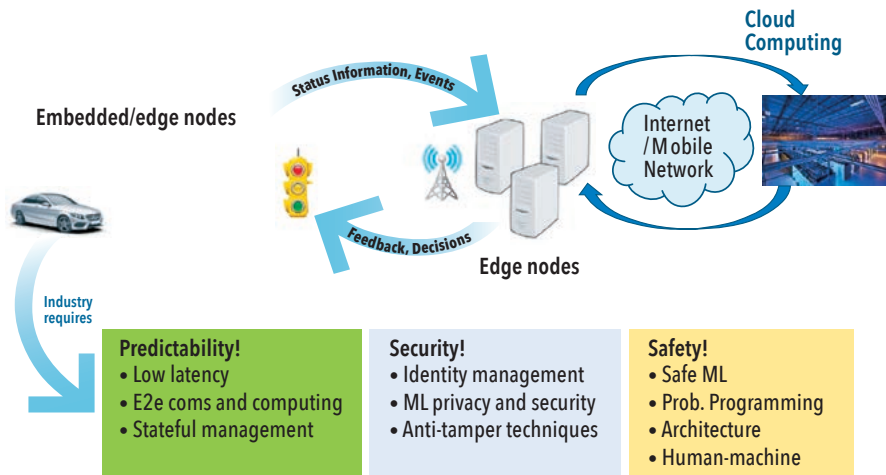 Cloud
Computing
Status Information, Events
Embedded/edge nodes
Internet
/Mobile
Network
Feedback, Decisions
Edge nodes
Industry
requires
Predictability!
• Low latency
• E2e coms and computing
• Stateful management
Security!
• Identity management
• ML privacy and security
• Anti-tamper techniques
Safety!
• Safe ML
• Prob. Programming
• Architecture
• Human-machine